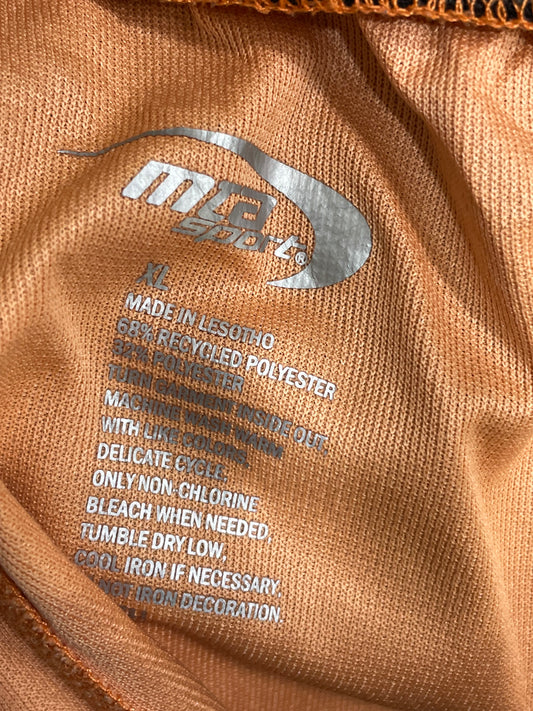 mta
sport®
XL
MADE IN LESOTHO
68% RECYCLED POLYESTER
32% POLYESTER
TURN GARMENT INSIDE OUT.
MACHINE WASH WARM
WITH LIKE COLORS.
DELICATE CYCLE.
ONLY NON-CHLORINE
BLEACH WHEN NEEDED.
TUMBLE DRY LOW.
COOL IRON IF NECESSARY.
NOT IRON DECORATION.